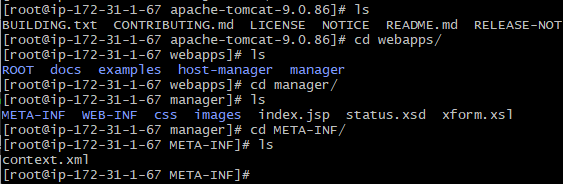 [root@ip-172-31-1-67 apache-tomcat-9.0.86]# ls
BUILDING.txt  CONTRIBUTING.md  LICENSE  NOTICE  README.md  RELEASE-NOT
[root@ip-172-31-1-67 apache-tomcat-9.0.86]# cd webapps/
[root@ip-172-31-1-67 webapps]# ls
ROOT  docs  examples  host-manager  manager
[root@ip-172-31-1-67 webapps]# cd manager/
[root@ip-172-31-1-67 manager]# ls
META-INF  WEB-INF  css  images  index.jsp  status.xsd  xform.xsl
[root@ip-172-31-1-67 manager]# cd META-INF/
[root@ip-172-31-1-67 META-INF]# ls
context.xml
[root@ip-172-31-1-67 META-INF]#